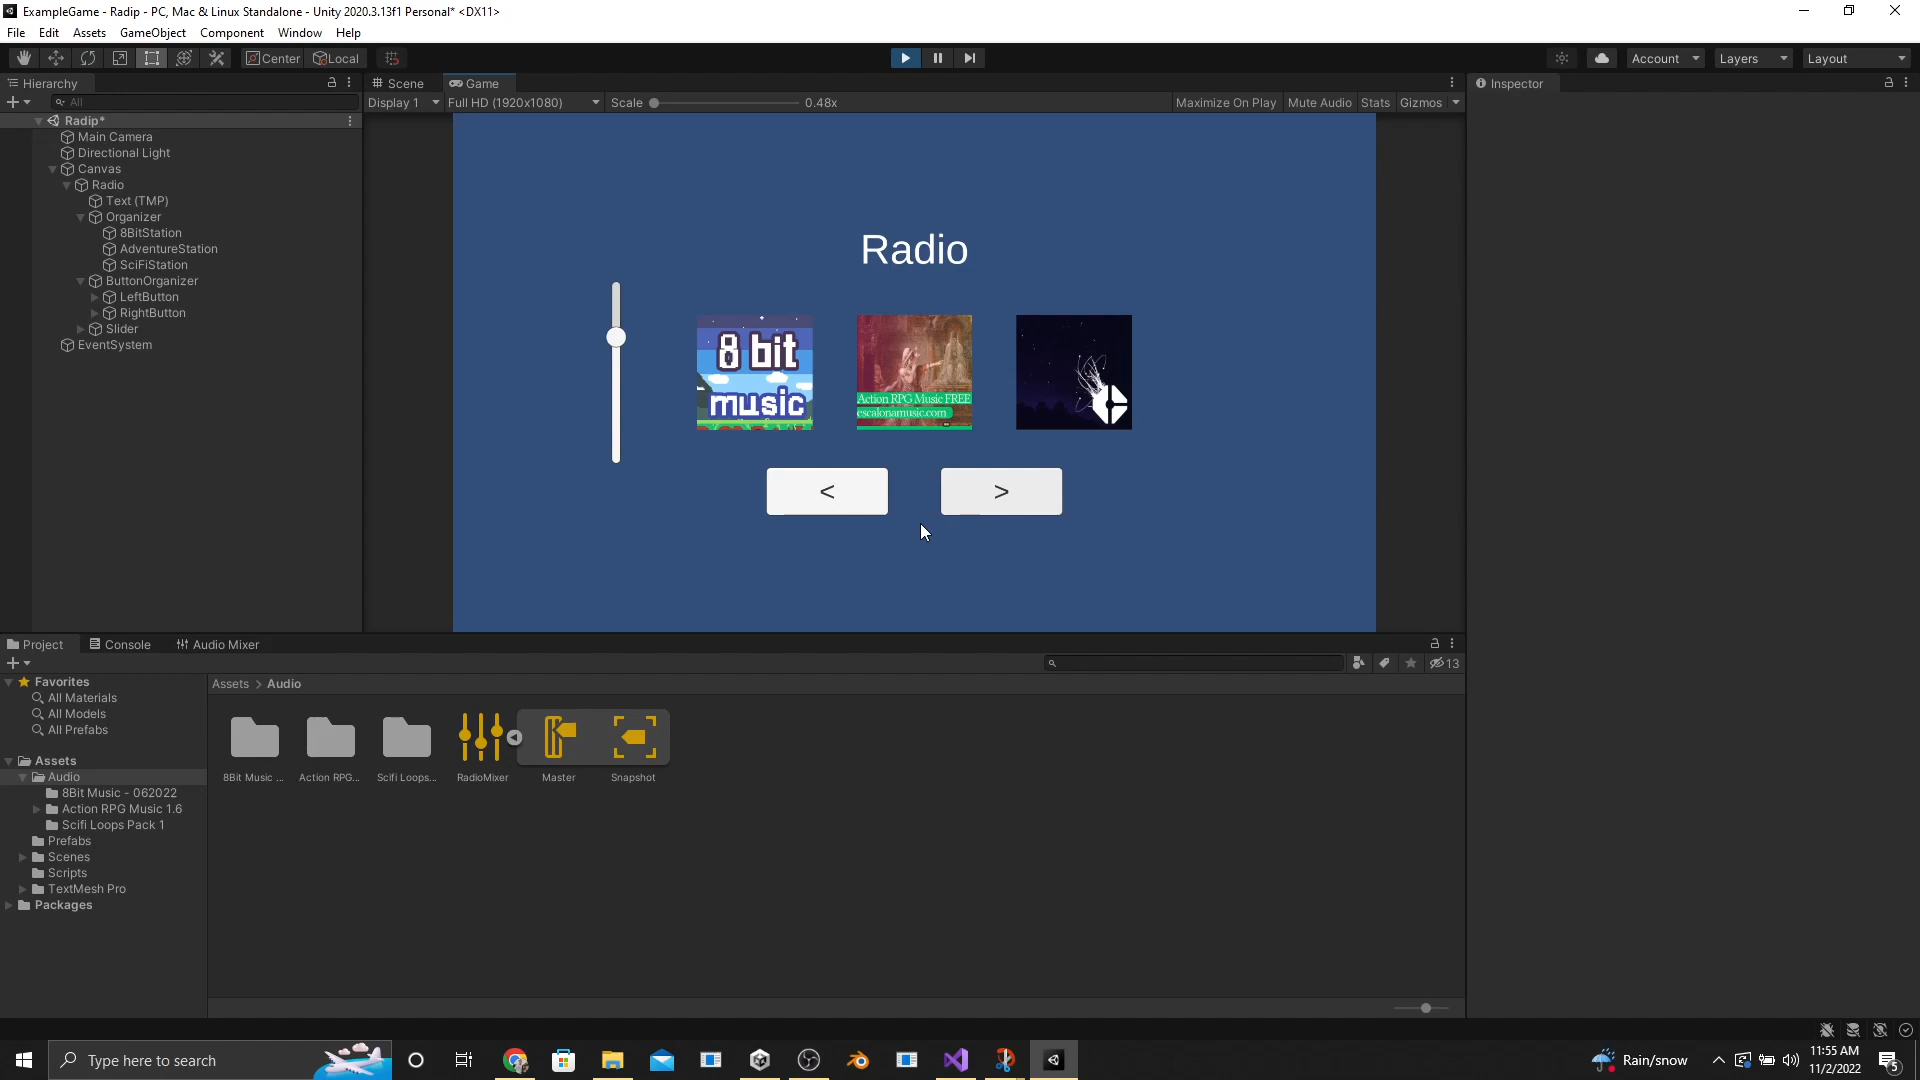 ExampleGame - Radip - PC, Mac & Linux Standalone - Unity 2020.3.13f1 Personal* <DX11>
File Edit Assets GameObject Component Window Help
Center Local
Account Layers Layout
Hierarchy
All
Radip*
Main Camera
Directional Light
Canvas
Radio
Text (TMP)
Organizer
8BitStation
AdventureStation
SciFiStation
ButtonOrganizer
LeftButton
RightButton
Slider
EventSystem
Scene Game
Display 1 Full HD (1920x1080) Scale 0.48x Maximize On Play Mute Audio Stats Gizmos
Radio
8 bit
music
Action RPG Music FREE
escalonamusic.com
< >
Inspector
Project Console Audio Mixer
13
Favorites
All Materials
All Models
All Prefabs
Assets
Audio
8Bit Music - 062022
Action RPG Music 1.6
Scifi Loops Pack 1
Prefabs
Scenes
Scripts
TextMesh Pro
Packages
Assets > Audio
8Bit Music ... Action RPG... Scifi Loops... RadioMixer Master Snapshot
Type here to search
Rain/snow
11:55 AM
11/2/2022
5